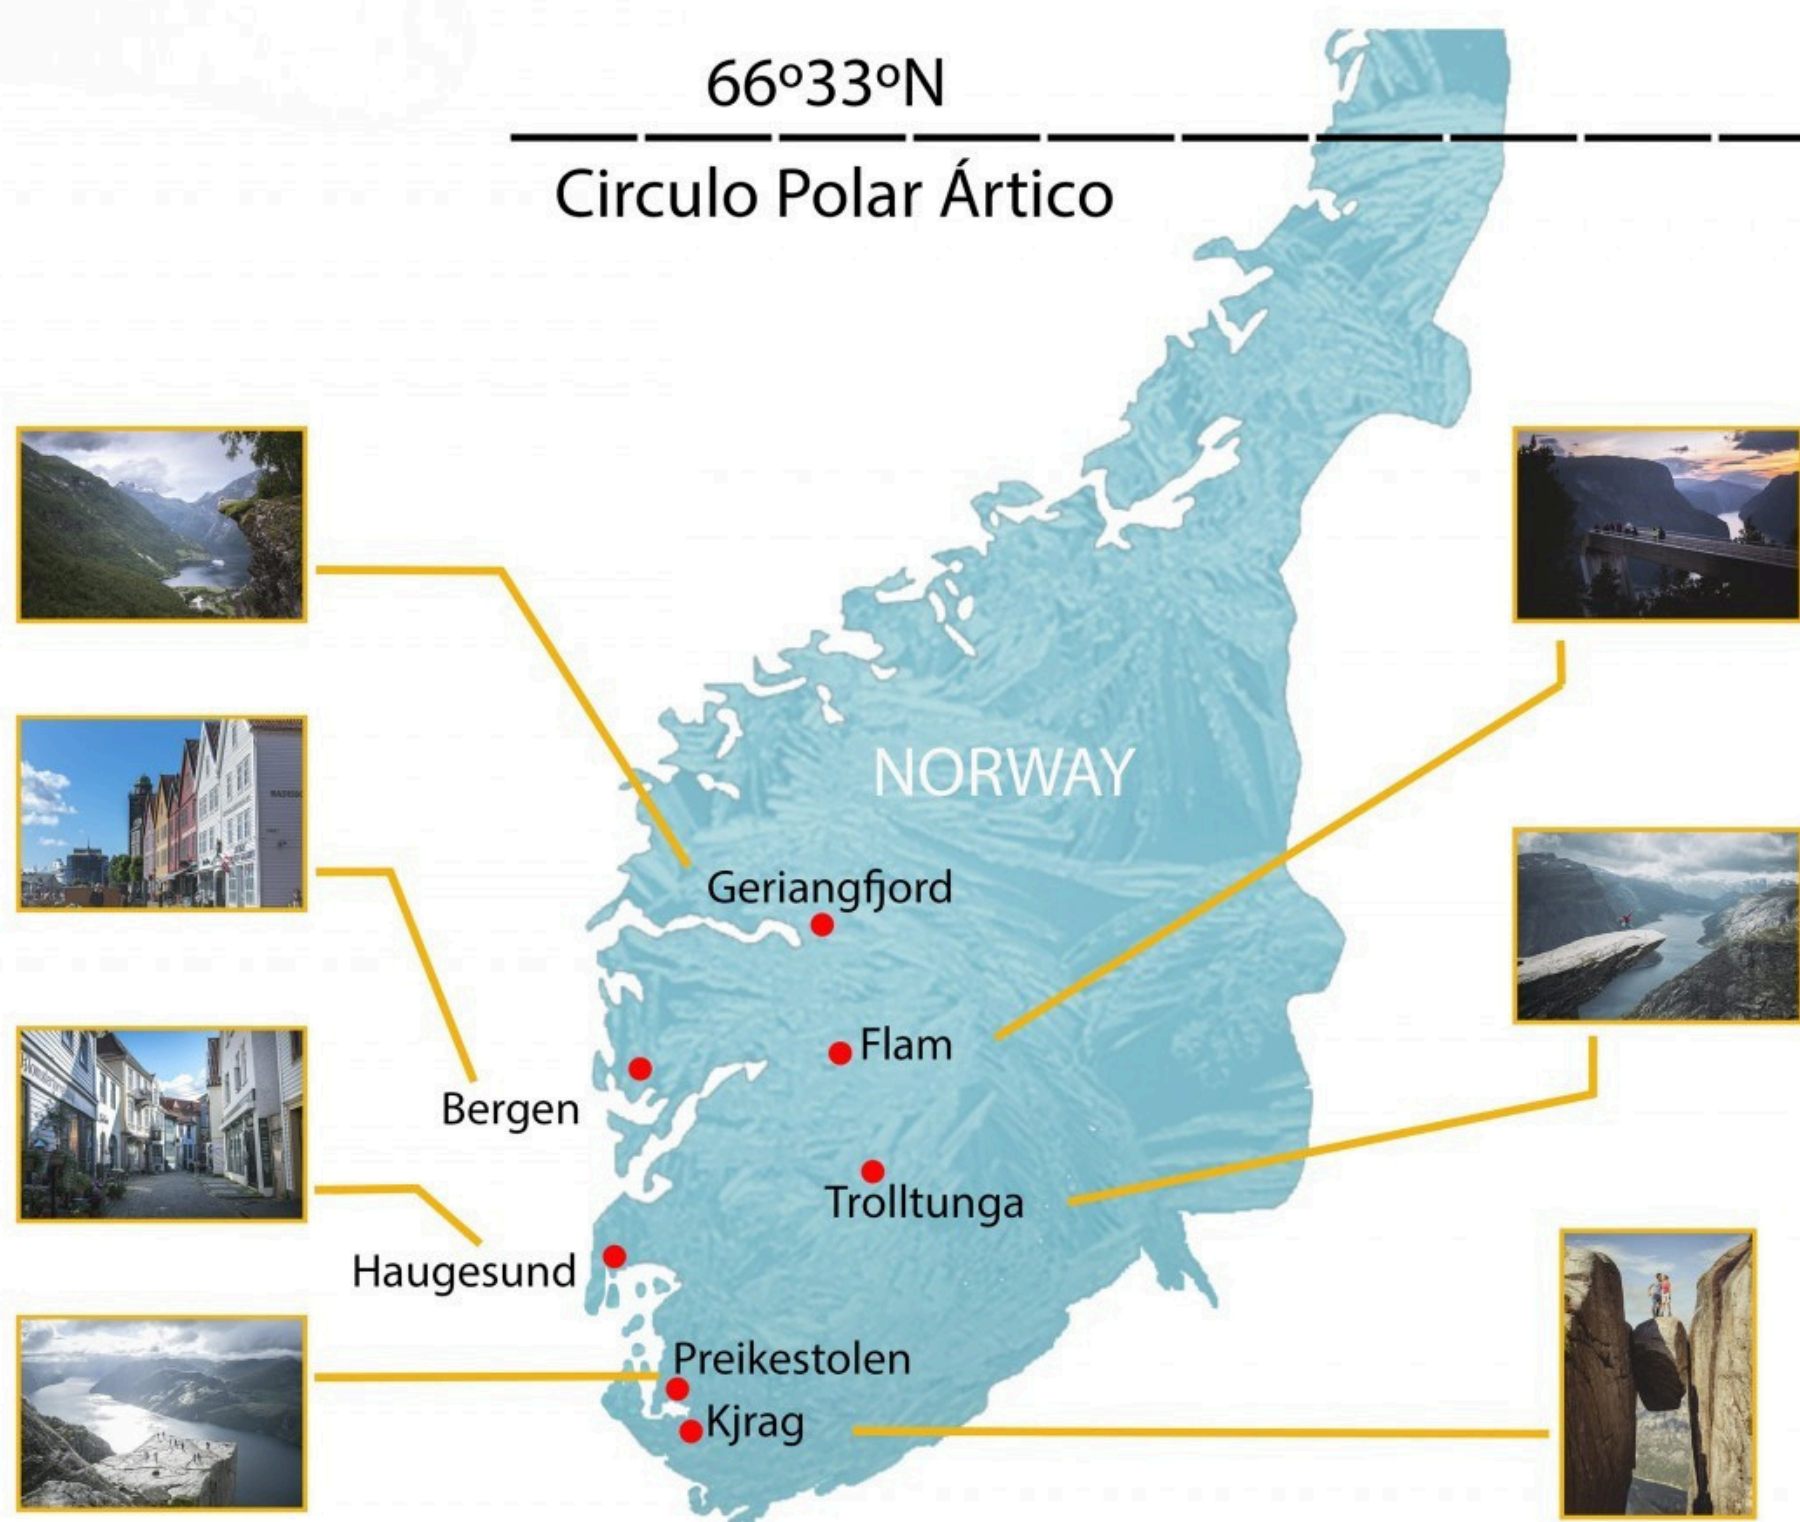 66º33ºN
Circulo Polar Ártico
NORWAY
Geriangfjord
Flam
Bergen
Trolltunga
Haugesund
Preikestolen
Kjrag